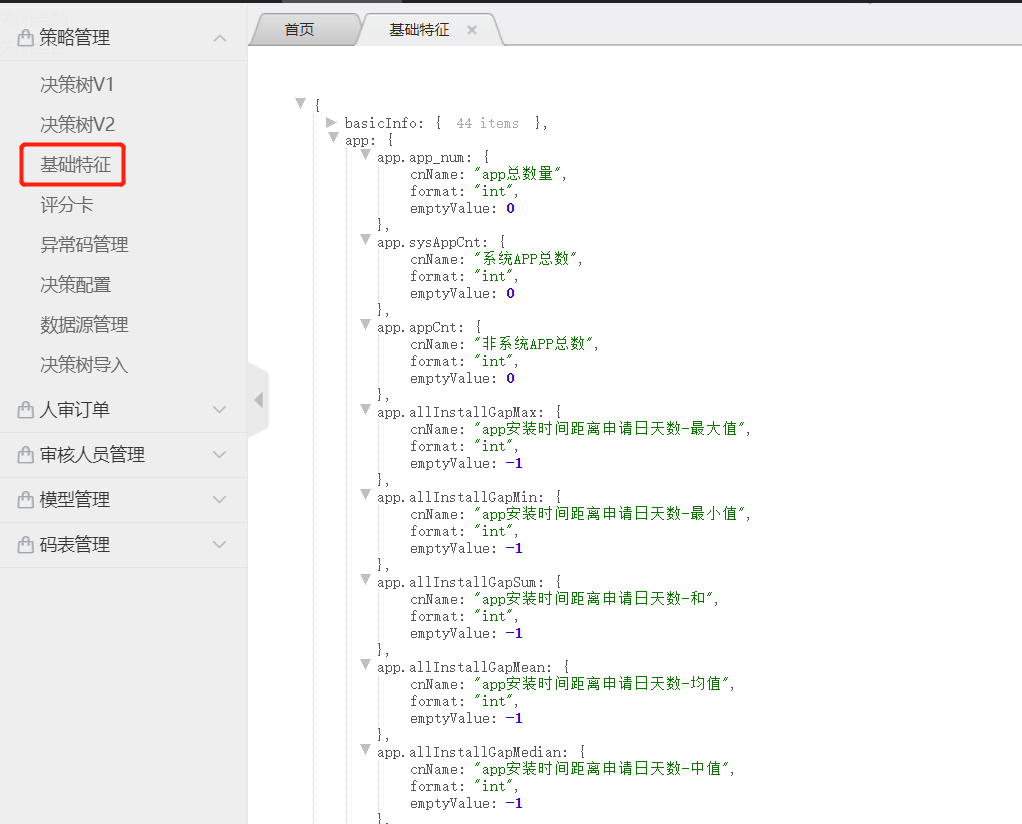 策略管理
决策树V1
决策树V2
基础特征
评分卡
异常码管理
决策配置
数据源管理
决策树导入
人审订单
审核人员管理
模型管理
码表管理
首页
基础特征
{
basicInfo: { 44 items },
app: {
app.app_num: {
cnName: "app总数量",
format: "int",
emptyValue: 0
},
app.sysAppCnt: {
cnName: "系统APP总数",
format: "int",
emptyValue: 0
},
app.appCnt: {
cnName: "非系统APP总数",
format: "int",
emptyValue: 0
},
app.allInstallGapMax: {
cnName: "app安装时间距离申请日天数-最大值",
format: "int",
emptyValue: -1
},
app.allInstallGapMin: {
cnName: "app安装时间距离申请日天数-最小值",
format: "int",
emptyValue: -1
},
app.allInstallGapSum: {
cnName: "app安装时间距离申请日天数-和",
format: "int",
emptyValue: -1
},
app.allInstallGapMean: {
cnName: "app安装时间距离申请日天数-均值",
format: "int",
emptyValue: -1
},
app.allInstallGapMedian: {
cnName: "app安装时间距离申请日天数-中值",
format: "int",
emptyValue: -1
},